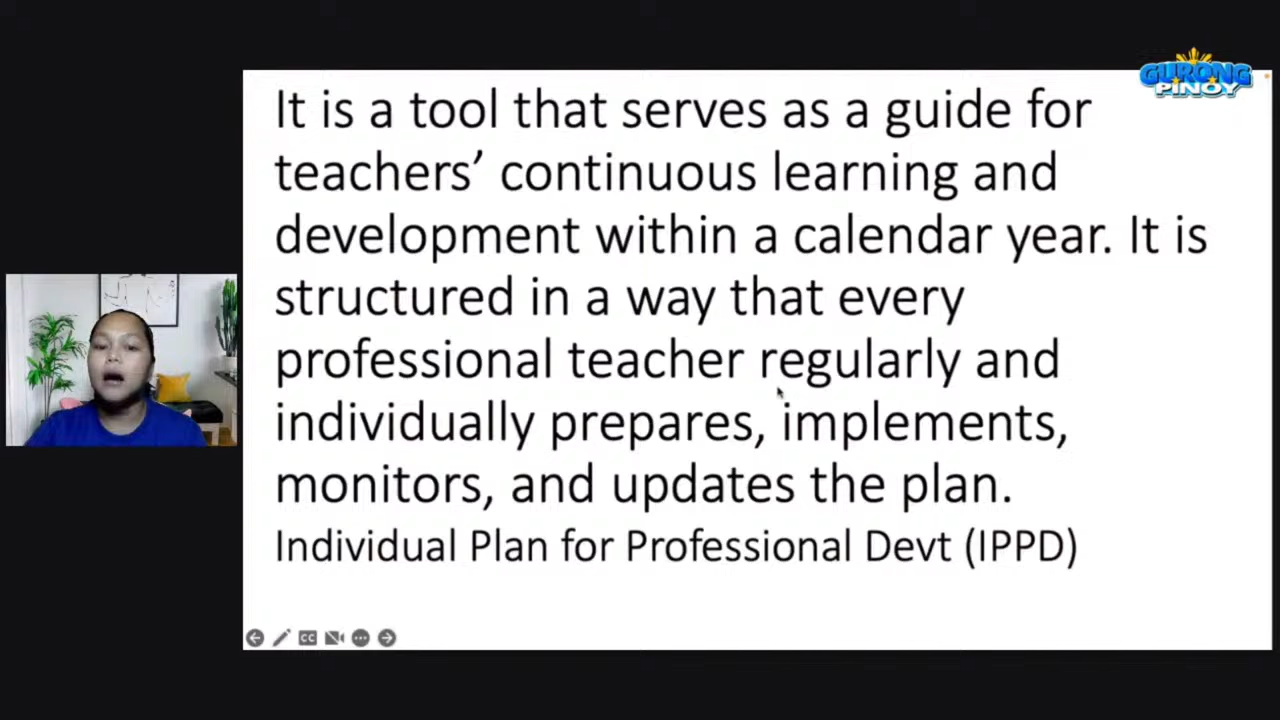 GURONG
PINOY
It is a tool that serves as a guide for
teachers’ continuous learning and
development within a calendar year. It is
structured in a way that every
professional teacher regularly and
individually prepares, implements,
monitors, and updates the plan.
Individual Plan for Professional Devt (IPPD)
CC